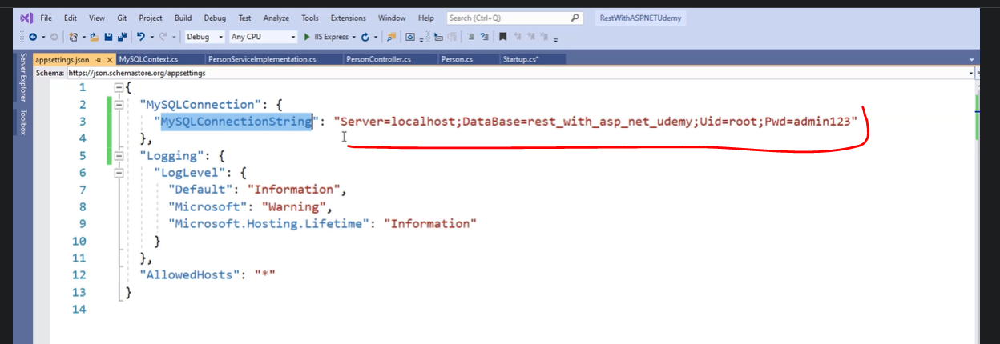 File Edit View Git Project Build Debug Test Analyze Tools Extensions Window Help Search (Ctrl+Q) RestWithASPNETUdemy
Debug Any CPU IIS Express
appsettings.json MySQLContext.cs PersonServiceImplementation.cs PersonController.cs Person.cs Startup.cs*
Schema: https://json.schemastore.org/appsettings
Server Explorer
Toolbox
1 {
2 "MySQLConnection": {
3 "MySQLConnectionString": "Server=localhost;DataBase=rest_with_asp_net_udemy;Uid=root;Pwd=admin123"
4 },
5 "Logging": {
6 "LogLevel": {
7 "Default": "Information",
8 "Microsoft": "Warning",
9 "Microsoft.Hosting.Lifetime": "Information"
10 }
11 },
12 "AllowedHosts": "*"
13 }
14